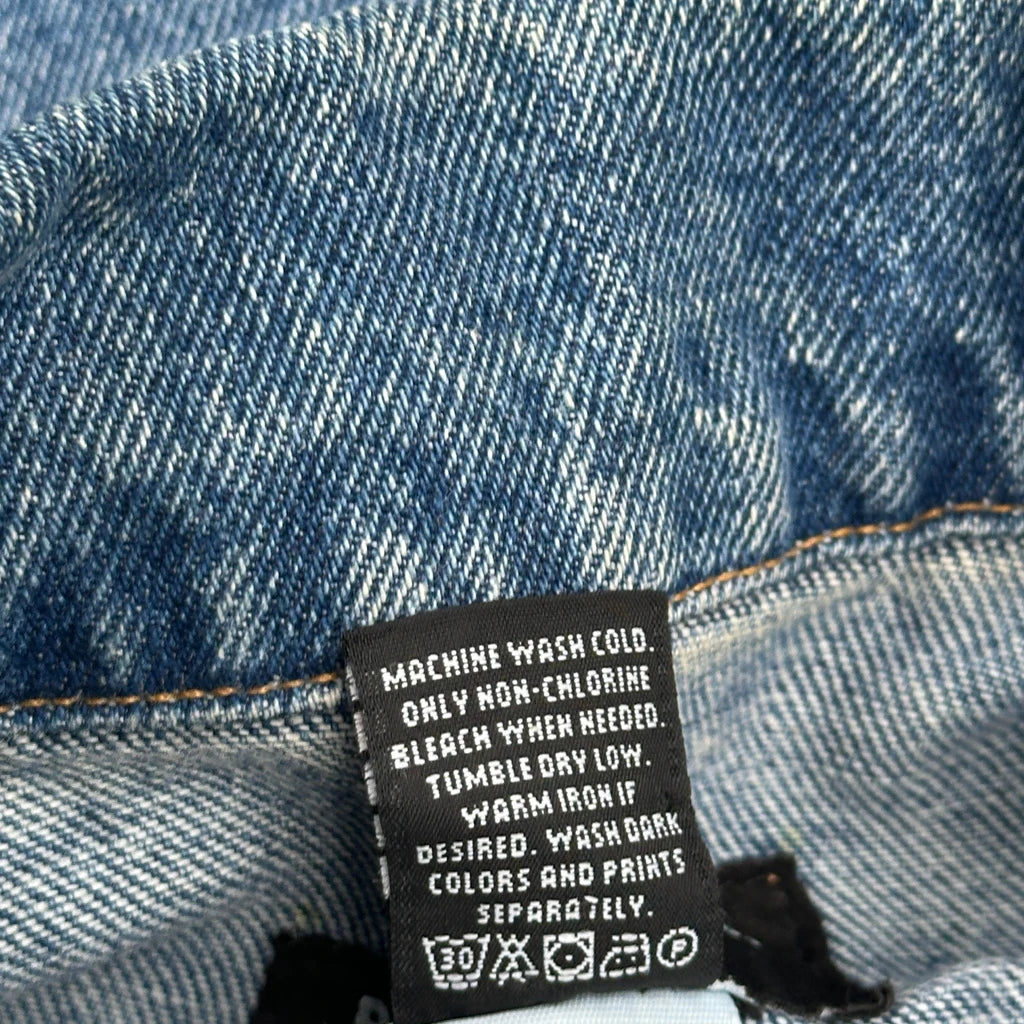 MACHINE WASH COLD.
ONLY NON-CHLORINE
BLEACH WHEN NEEDED.
TUMBLE DRY LOW.
WARM IRON IF
DESIRED. WASH DARK
COLORS AND PRINTS
SEPARATELY.
30 P